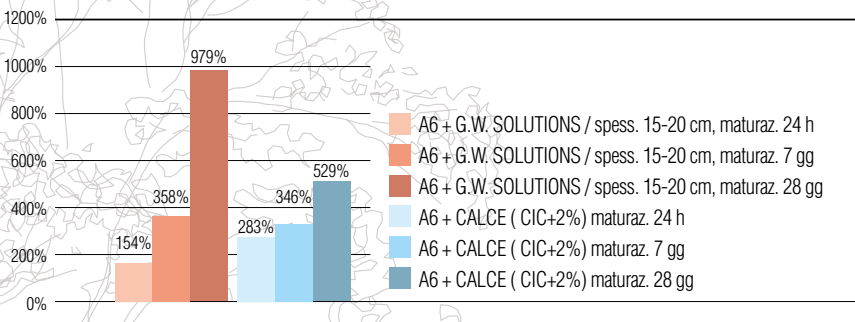 1200%
1000%
800%
600%
400%
200%
0%
154%
358%
979%
283%
346%
529%
A6 + G.W. SOLUTIONS / spess. 15-20 cm, maturaz. 24 h
A6 + G.W. SOLUTIONS / spess. 15-20 cm, maturaz. 7 gg
A6 + G.W. SOLUTIONS / spess. 15-20 cm, maturaz. 28 gg
A6 + CALCE ( CIC+2%) maturaz. 24 h
A6 + CALCE ( CIC+2%) maturaz. 7 gg
A6 + CALCE ( CIC+2%) maturaz. 28 gg